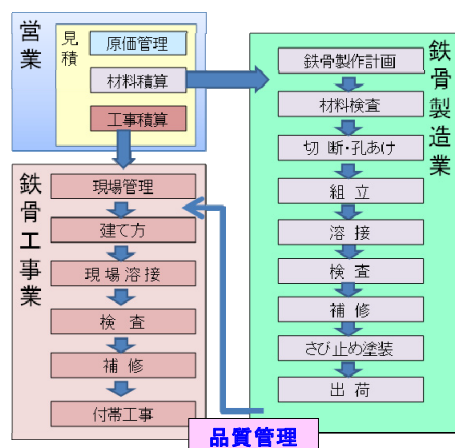 営業
見積
原価管理
材料積算
工事積算
鉄骨工事業
現場管理
建て方
現場溶接
検査
補修
付帯工事
鉄骨製造業
鉄骨製作計画
材料検査
切断・孔あけ
組立
溶接
検査
補修
さび止め塗装
出荷
品質管理